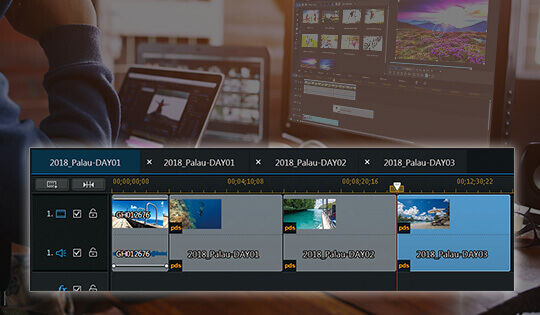 2018_Palau-DAY01 × 2018_Palau-DAY01 × 2018_Palau-DAY02 × 2018_Palau-DAY03
00;00;00;00 00;04;10;08 00;08;20;16 00;12;30;22
1. GH012676
pds pds pds
1. GH012676 2018_Palau-DAY01 2018_Palau-DAY02 2018_Palau-DAY03
pds pds pds
fx